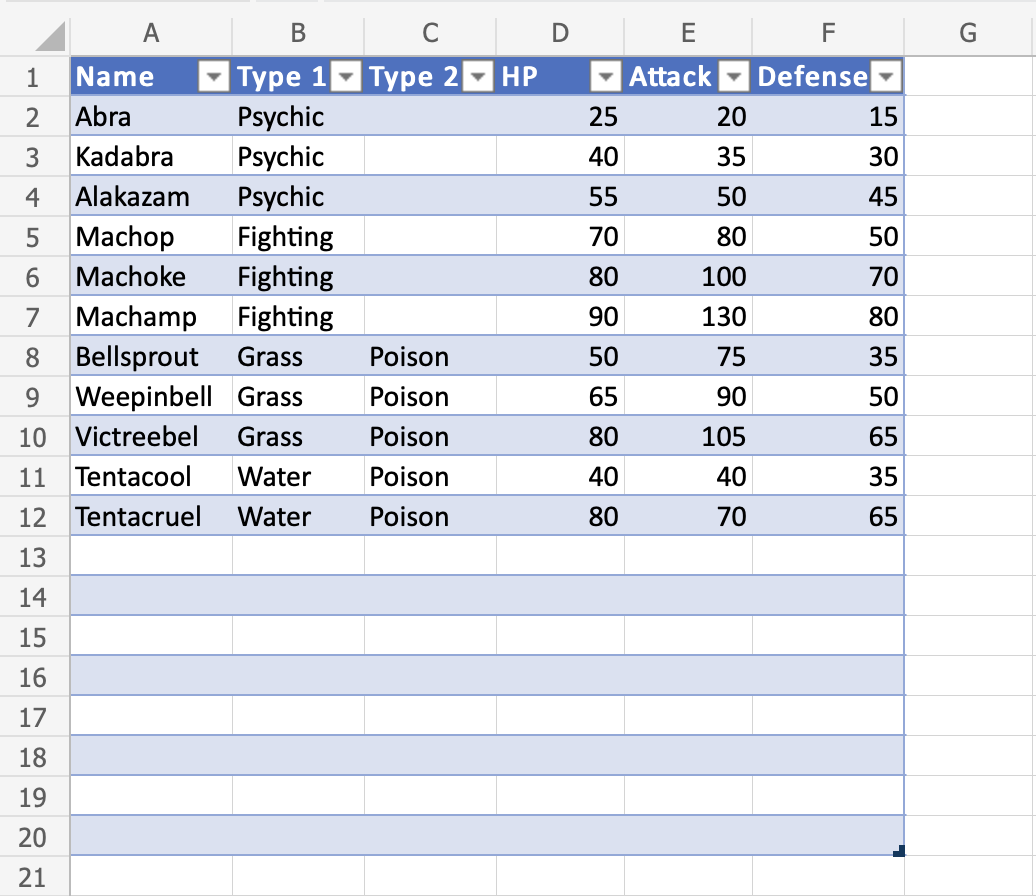 A B C D E F G
1 Name Type 1 Type 2 HP Attack Defense
2 Abra Psychic 25 20 15
3 Kadabra Psychic 40 35 30
4 Alakazam Psychic 55 50 45
5 Machop Fighting 70 80 50
6 Machoke Fighting 80 100 70
7 Machamp Fighting 90 130 80
8 Bellsprout Grass Poison 50 75 35
9 Weepinbell Grass Poison 65 90 50
10 Victreebel Grass Poison 80 105 65
11 Tentacool Water Poison 40 40 35
12 Tentacruel Water Poison 80 70 65
13
14
15
16
17
18
19
20
21